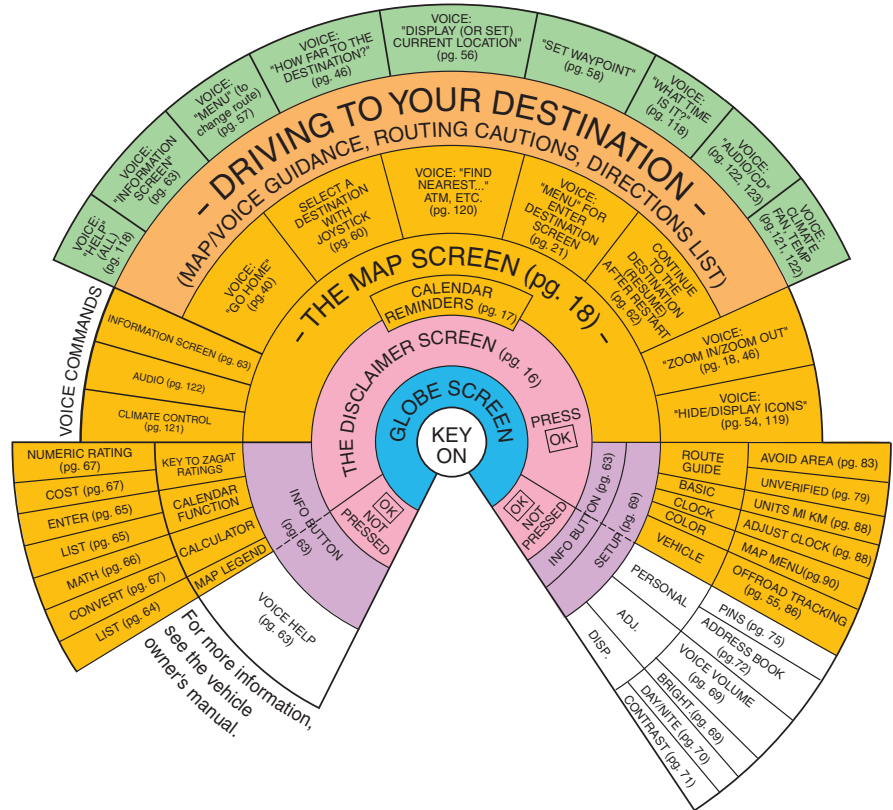 VOICE:
"HELP"
(ALL)
(pg. 118)
VOICE:
"INFORMATION
SCREEN"
(pg. 63)
VOICE:
"MENU" (to
change route)
(pg. 57)
VOICE:
"HOW FAR TO THE
DESTINATION?"
(pg. 46)
VOICE:
"DISPLAY (OR SET)
CURRENT LOCATION"
(pg. 56)
"SET WAYPOINT"
(pg. 58)
VOICE:
"WHAT TIME
IS IT?"
(pg. 118)
VOICE:
"AUDIO/CD"
(pg. 122, 123)
VOICE:
CLIMATE
FAN, TEMP
(pg.121, 122)
- DRIVING TO YOUR DESTINATION -
(MAP/VOICE GUIDANCE, ROUTING CAUTIONS, DIRECTIONS LIST)
VOICE:
"GO HOME"
(pg.40)
SELECT A
DESTINATION
WITH
JOYSTICK
(pg. 60)
VOICE: "FIND
NEAREST..."
ATM, ETC.
(pg. 120)
VOICE:
"MENU" FOR
ENTER
DESTINATION
SCREEN
(pg. 21)
CONTINUE
TO THE
DESTINATION
(RESUME)
AFTER RESTART
(pg. 62)
- THE MAP SCREEN (pg. 18) -
CALENDAR
REMINDERS (pg. 17)
THE DISCLAIMER SCREEN (pg. 16)
GLOBE SCREEN
KEY
ON
PRESS
OK
OK
NOT
PRESSED
OK
NOT
PRESSED
VOICE COMMANDS
INFORMATION SCREEN (pg. 63)
AUDIO (pg. 122)
CLIMATE CONTROL
(pg. 121)
VOICE:
"ZOOM IN/ZOOM OUT"
(pg. 18, 46)
VOICE:
"HIDE/DISPLAY ICONS"
(pg. 54, 119)
NUMERIC RATING
(pg. 67)
COST (pg. 67)
ENTER (pg. 65)
LIST (pg. 65)
MATH (pg. 66)
CONVERT (pg. 67)
LIST (pg. 64)
KEY TO ZAGAT
RATINGS
CALENDAR
FUNCTION
CALCULATOR
MAP LEGEND
INFO BUTTON
(pg. 63)
VOICE HELP
(pg. 63)
For more information,
see the vehicle
owner's manual.
INFO BUTTON (pg. 63)
SETUP (pg. 69)
ROUTE
GUIDE
BASIC
CLOCK
COLOR
VEHICLE
AVOID AREA (pg. 83)
UNVERIFIED (pg. 79)
UNITS MI KM (pg. 88)
ADJUST CLOCK (pg. 88)
MAP MENU(pg.90)
OFFROAD TRACKING
(pg. 55, 86)
PERSONAL
ADJ.
DISP.
PINS (pg. 75)
ADDRESS BOOK
(pg.72)
VOICE VOLUME
(pg. 69)
BRIGHT.(pg. 69)
DAY/NITE (pg. 70)
CONTRAST (pg. 71)